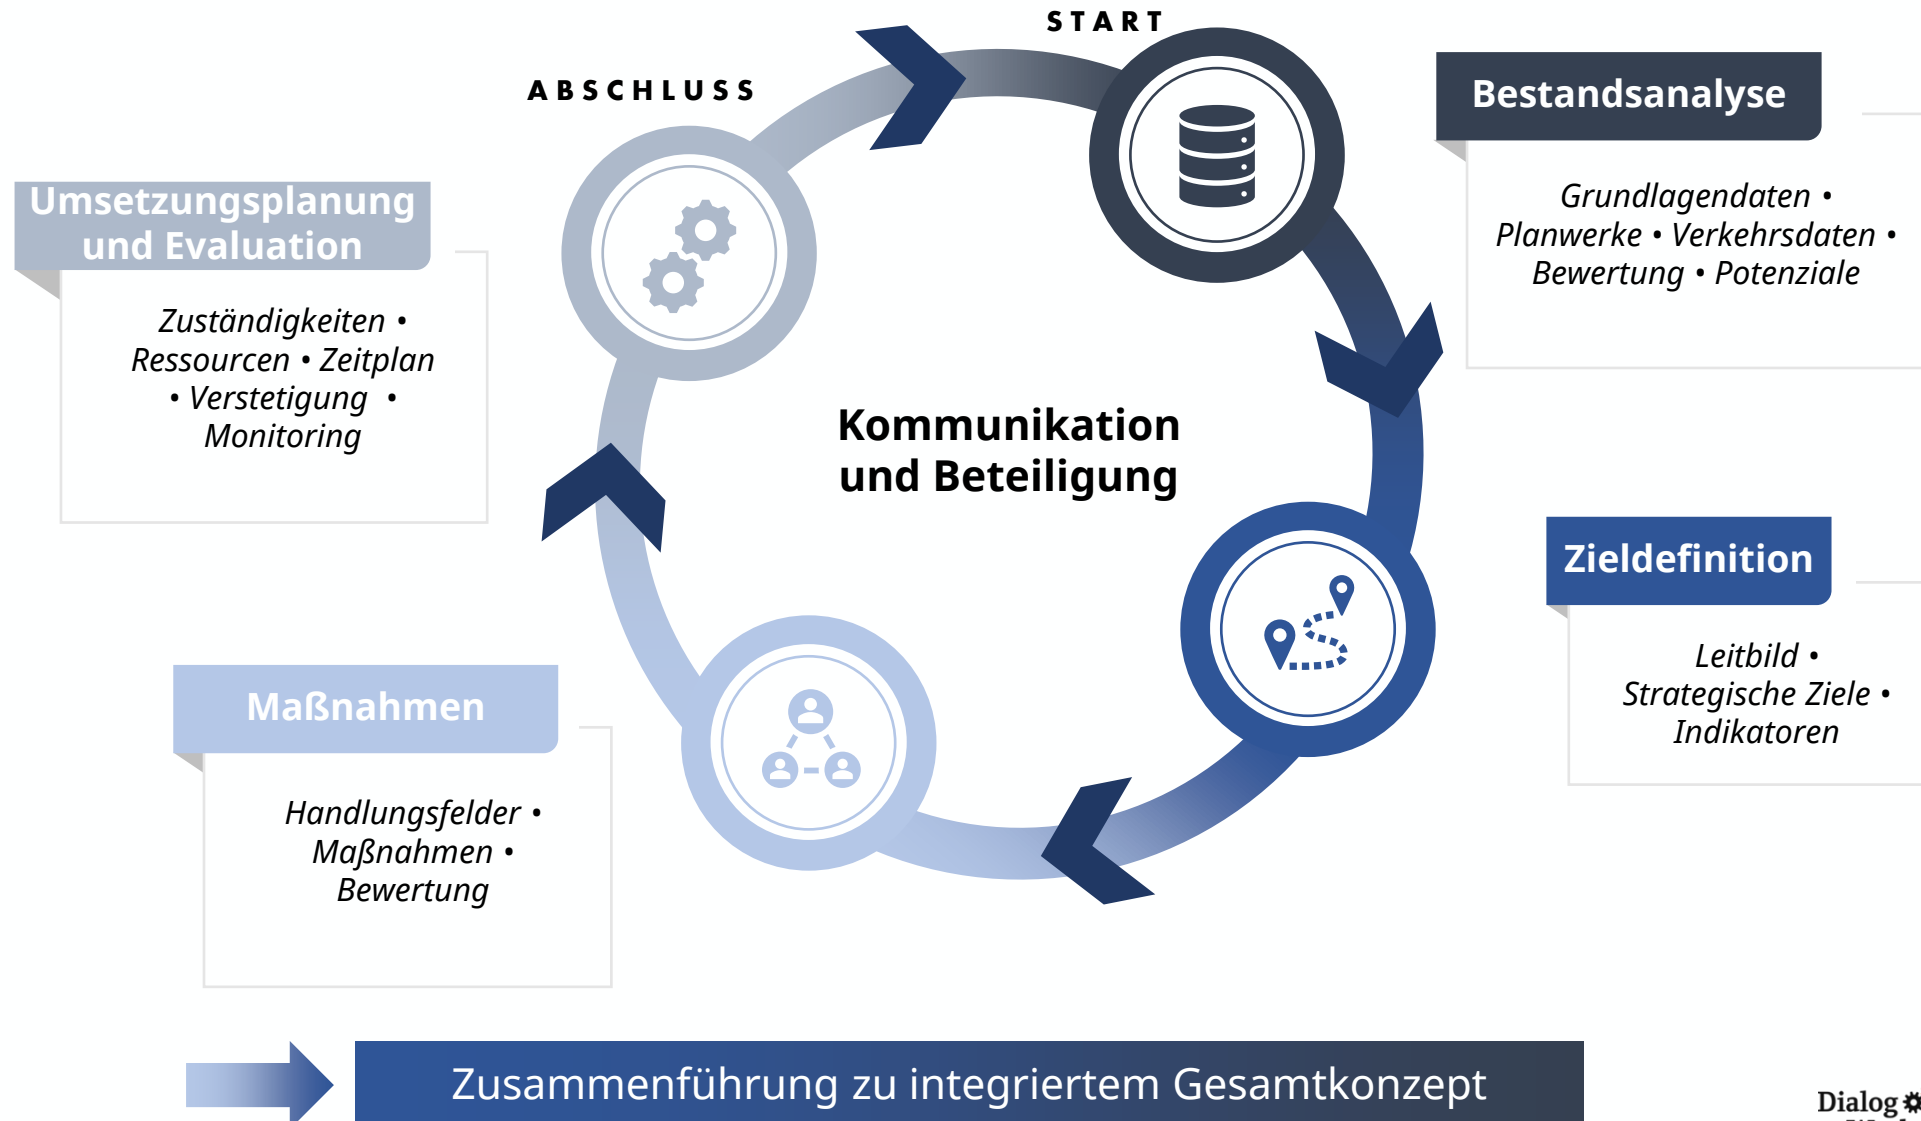 START
ABSCHLUSS
Bestandsanalyse
Grundlagendaten •
Planwerke • Verkehrsdaten •
Bewertung • Potenziale
Umsetzungsplanung
und Evaluation
Zuständigkeiten •
Ressourcen • Zeitplan
• Verstetigung •
Monitoring
Kommunikation
und Beteiligung
Zieldefinition
Leitbild •
Strategische Ziele •
Indikatoren
Maßnahmen
Handlungsfelder •
Maßnahmen •
Bewertung
Zusammenführung zu integriertem Gesamtkonzept
Dialog